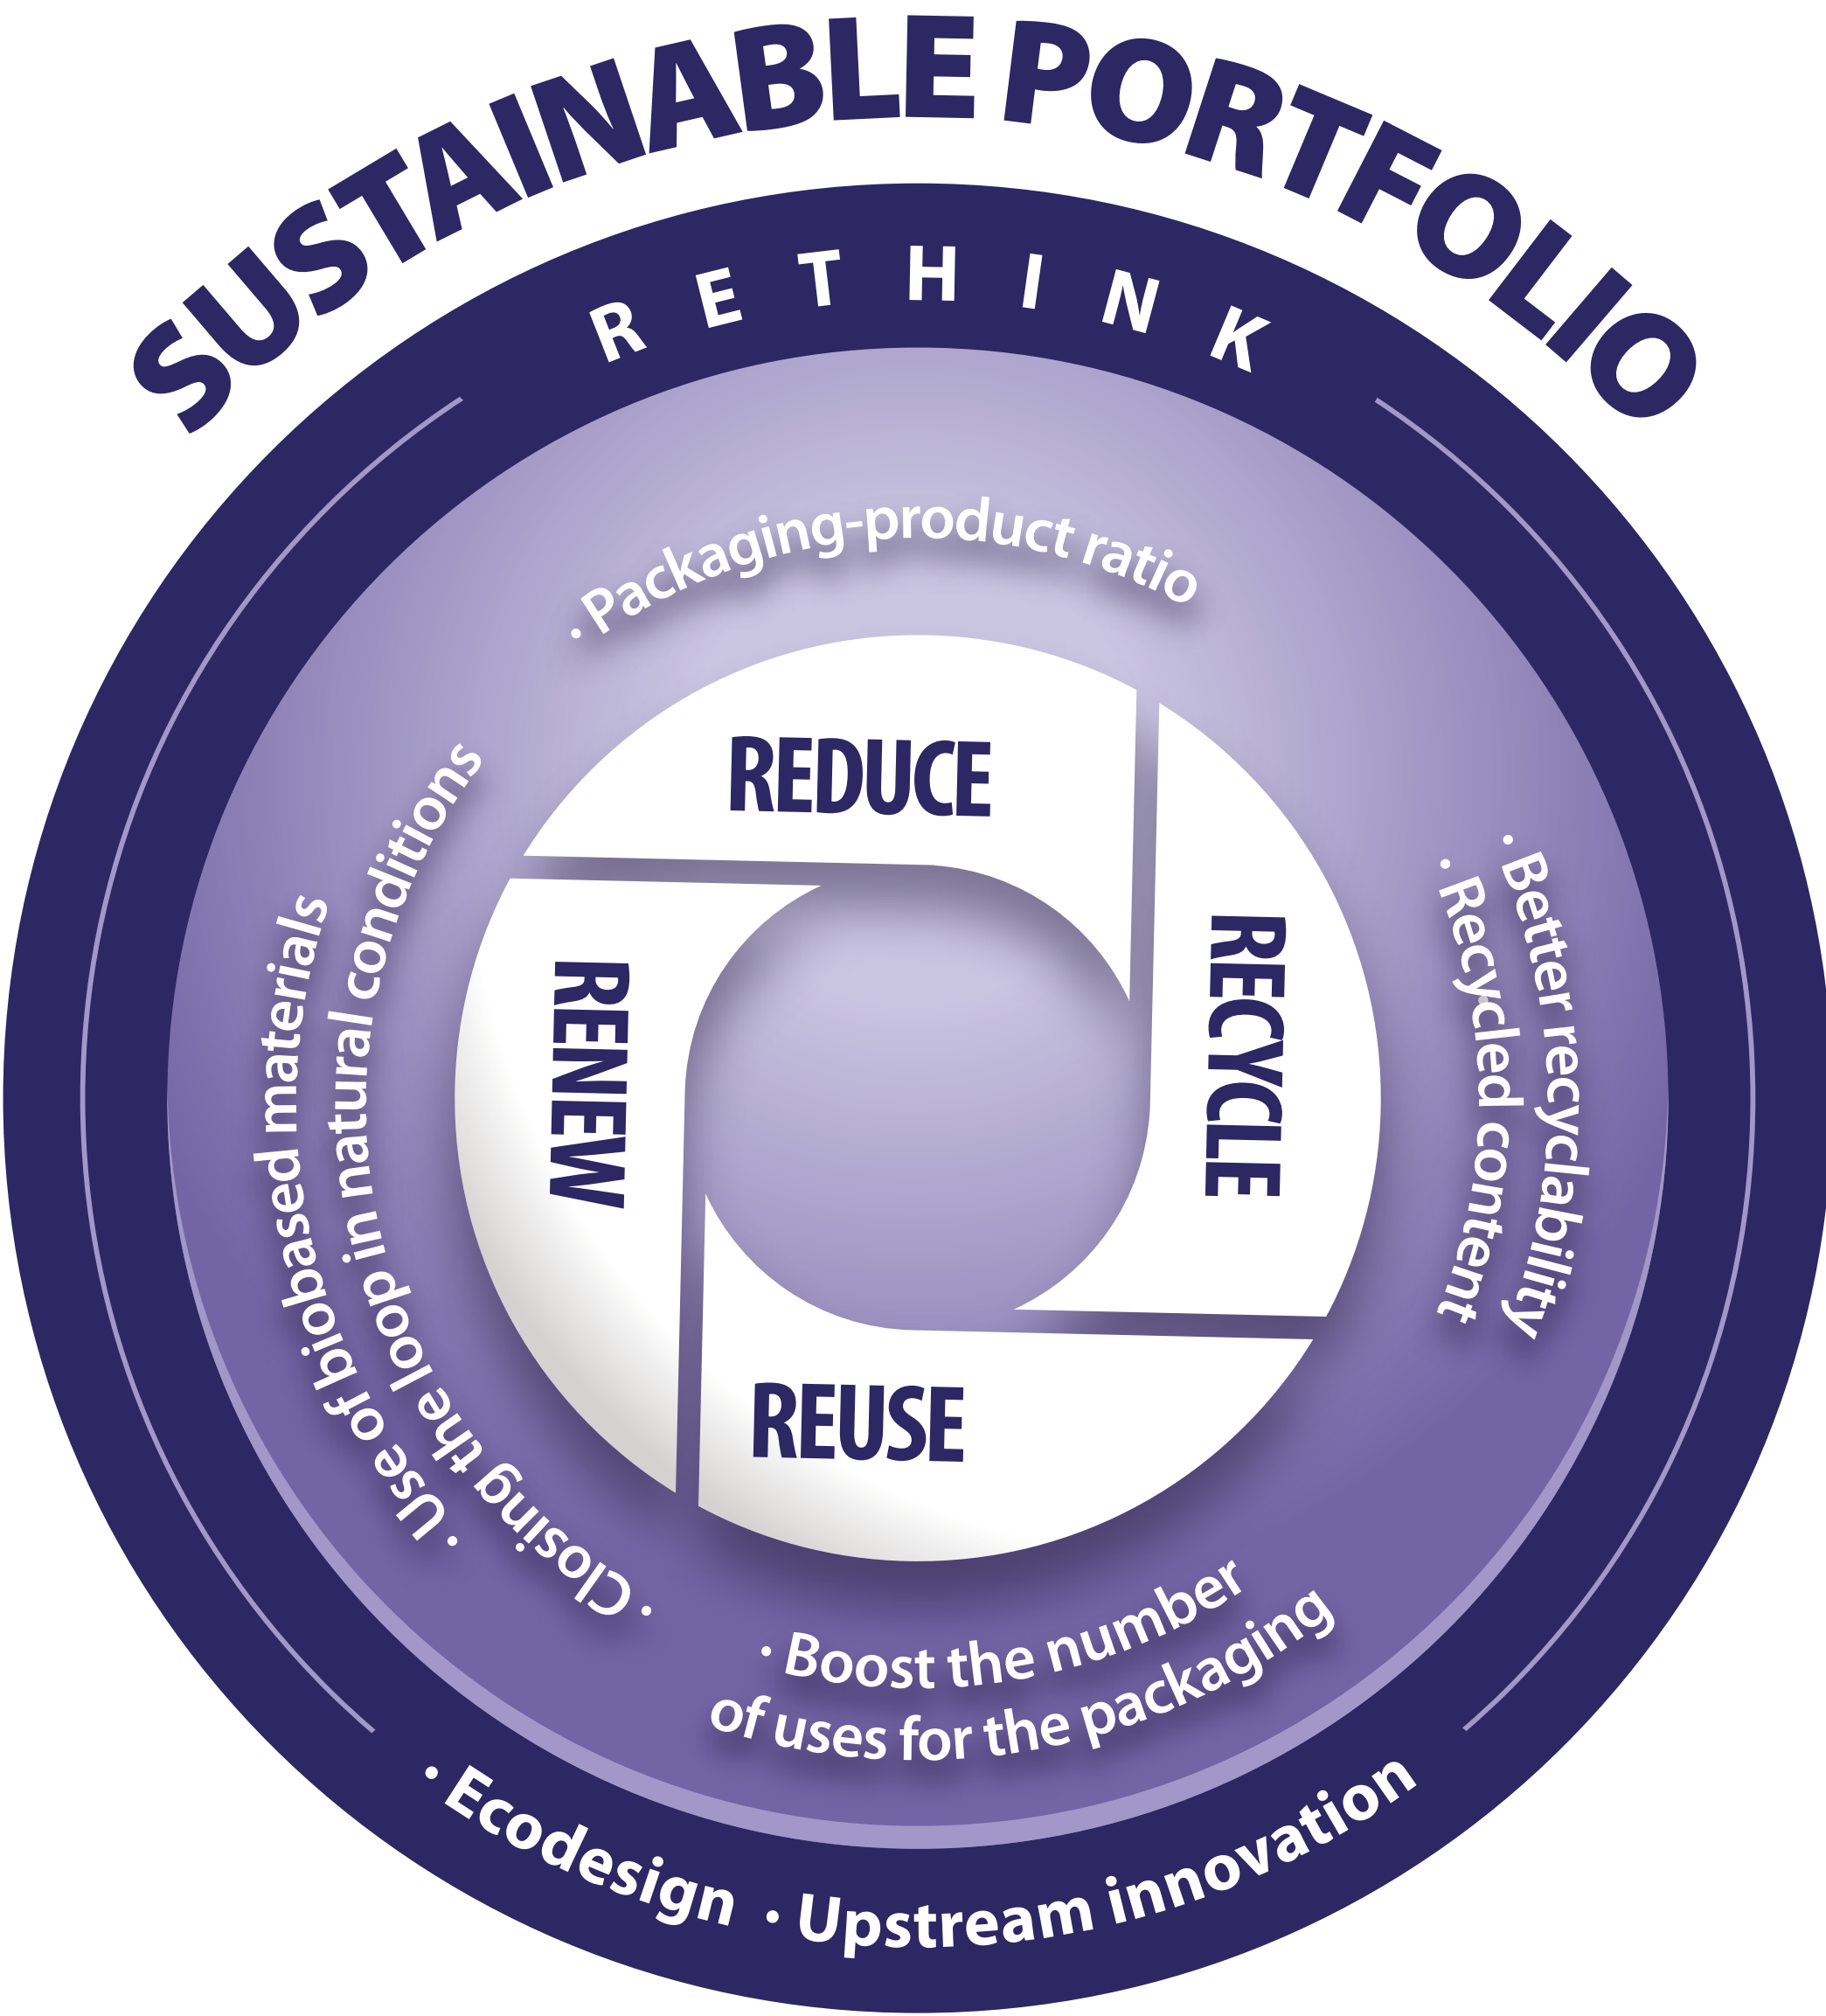 SUSTAINABLE PORTFOLIO
RETHINK
· Packaging-product ratio
REDUCE
RECYCLE
· Better recyclability
· Recycled content
REUSE
· Boost the number
of uses for the packaging
RENEW
· Use of biobased materials
· Closing the loop in natural conditions
· Ecodesign · Upstream innovation